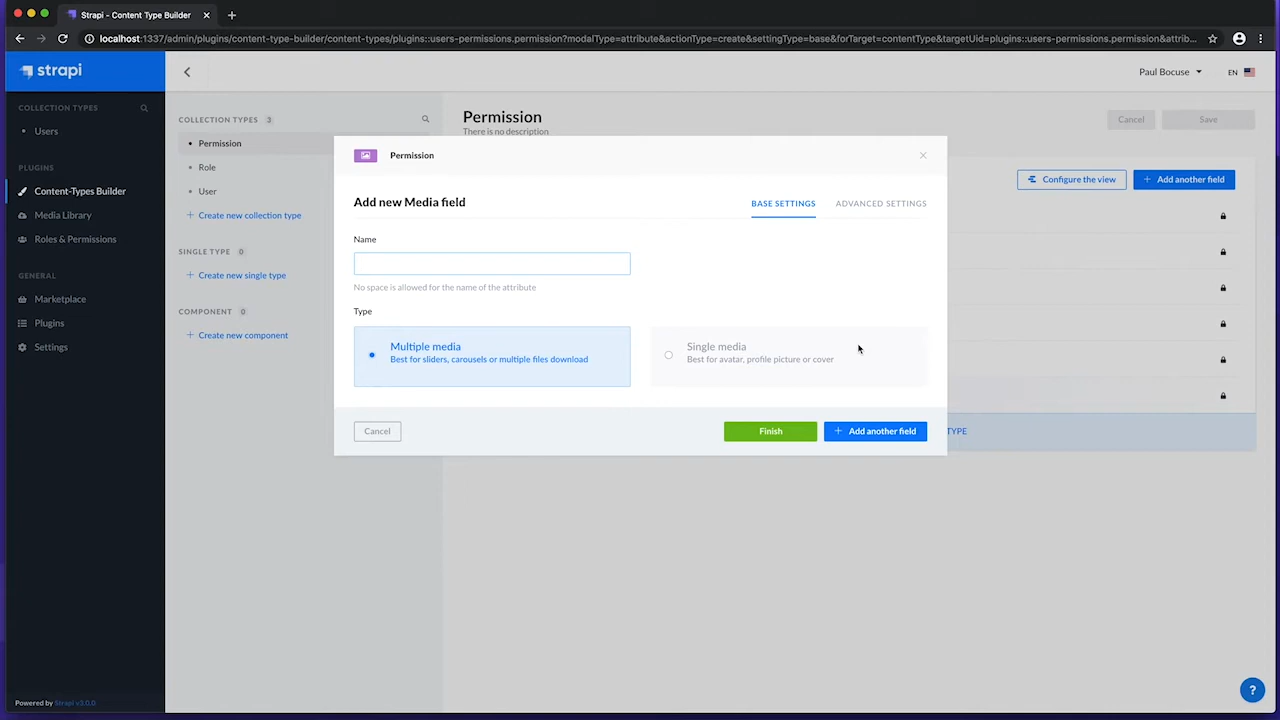 Strapi - Content Type Builder
localhost:1337/admin/plugins/content-type-builder/content-types/plugins::users-permissions.permission?modalType=attribute&actionType=create&settingType=base&forTarget=contentType&targetUid=plugins::users-permissions.permission&attrib...
strapi
Paul Bocuse
EN
COLLECTION TYPES
Users
PLUGINS
Content-Types Builder
Media Library
Roles & Permissions
GENERAL
Marketplace
Plugins
Settings
Powered by Strapi v3.0.0
COLLECTION TYPES 3
Permission
Role
User
+ Create new collection type
SINGLE TYPE 0
+ Create new single type
COMPONENT 0
+ Create new component
Permission
There is no description
Cancel
Save
Configure the view
+ Add another field
TYPE
Permission
Add new Media field
BASE SETTINGS
ADVANCED SETTINGS
Name
No space is allowed for the name of the attribute
Type
Multiple media
Best for sliders, carousels or multiple files download
Single media
Best for avatar, profile picture or cover
Cancel
Finish
+ Add another field
?